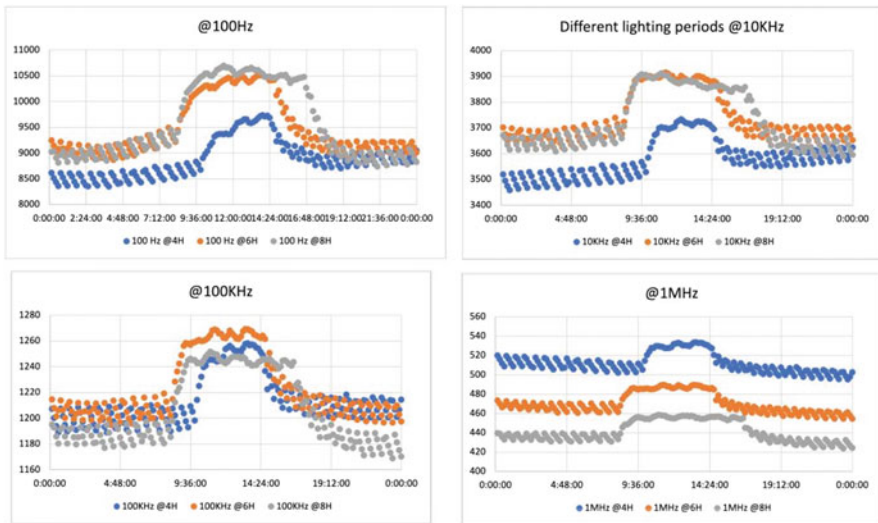 @100Hz
11000
10500
10000
9500
9000
8500
8000
0:00:00 2:24:00 4:48:00 7:12:00 9:36:00 12:00:00 14:24:00 16:48:00 19:12:00 21:36:00 0:00:00
100 Hz @4H 100 Hz @6H 100 Hz @8H
Different lighting periods @10KHz
4000
3900
3800
3700
3600
3500
3400
0:00:00 4:48:00 9:36:00 14:24:00 19:12:00 0:00:00
10KHz @4H 10KHz @6H 10KHz @8H
@100KHz
1280
1260
1240
1220
1200
1180
1160
0:00:00 4:48:00 9:36:00 14:24:00 19:12:00 0:00:00
100KHz @4H 100KHz @6H 100KHz @8H
@1MHz
560
540
520
500
480
460
440
420
400
0:00:00 4:48:00 9:36:00 14:24:00 19:12:00 0:00:00
1MHz @4H 1MHz @6H 1MHz @8H